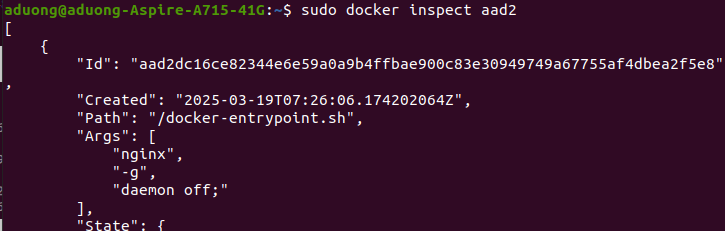 aduong@aduong-Aspire-A715-41G:~$ sudo docker inspect aad2
[
    {
        "Id": "aad2dc16ce82344e6e59a0a9b4ffbae900c83e30949749a67755af4dbea2f5e8"
,
        "Created": "2025-03-19T07:26:06.174202064Z",
        "Path": "/docker-entrypoint.sh",
        "Args": [
            "nginx",
            "-g",
            "daemon off;"
        ],
        "State": {